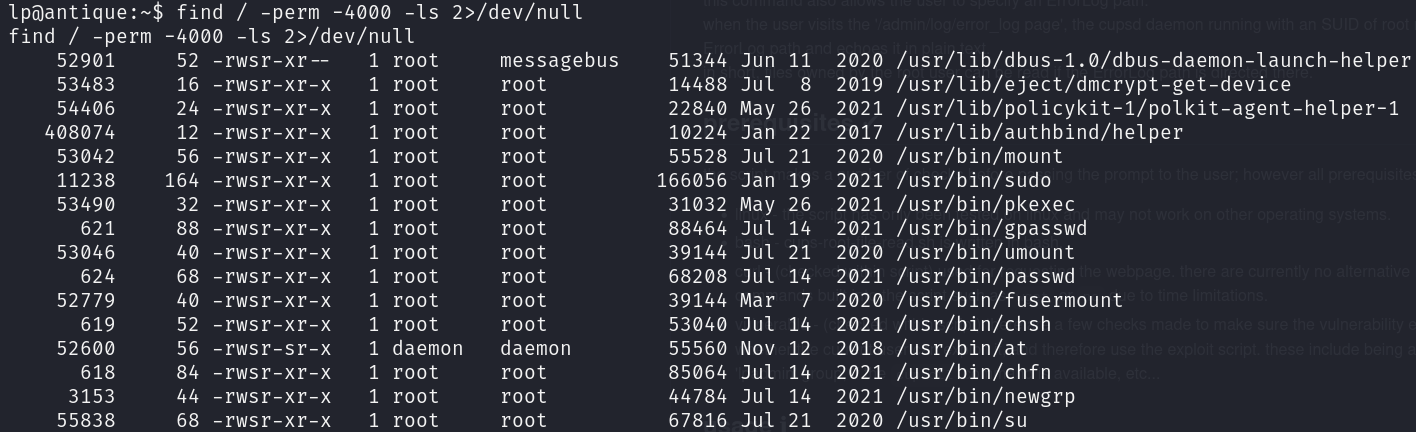 lp@antique:~$ find / -perm -4000 -ls 2>/dev/null
find / -perm -4000 -ls 2>/dev/null
52901 52 -rwsr-xr-- 1 root messagebus 51344 Jun 11 2020 /usr/lib/dbus-1.0/dbus-daemon-launch-helper
53483 16 -rwsr-xr-x 1 root root 14488 Jul 8 2019 /usr/lib/eject/dmcrypt-get-device
54406 24 -rwsr-xr-x 1 root root 22840 May 26 2021 /usr/lib/policykit-1/polkit-agent-helper-1
408074 12 -rwsr-xr-x 1 root root 10224 Jan 22 2017 /usr/lib/authbind/helper
53042 56 -rwsr-xr-x 1 root root 55528 Jul 21 2020 /usr/bin/mount
11238 164 -rwsr-xr-x 1 root root 166056 Jan 19 2021 /usr/bin/sudo
53490 32 -rwsr-xr-x 1 root root 31032 May 26 2021 /usr/bin/pkexec
621 88 -rwsr-xr-x 1 root root 88464 Jul 14 2021 /usr/bin/gpasswd
53046 40 -rwsr-xr-x 1 root root 39144 Jul 21 2020 /usr/bin/umount
624 68 -rwsr-xr-x 1 root root 68208 Jul 14 2021 /usr/bin/passwd
52779 40 -rwsr-xr-x 1 root root 39144 Mar 7 2020 /usr/bin/fusermount
619 52 -rwsr-xr-x 1 root root 53040 Jul 14 2021 /usr/bin/chsh
52600 56 -rwsr-sr-x 1 daemon daemon 55560 Nov 12 2018 /usr/bin/at
618 84 -rwsr-xr-x 1 root root 85064 Jul 14 2021 /usr/bin/chfn
3153 44 -rwsr-xr-x 1 root root 44784 Jul 14 2021 /usr/bin/newgrp
55838 68 -rwsr-xr-x 1 root root 67816 Jul 21 2020 /usr/bin/su